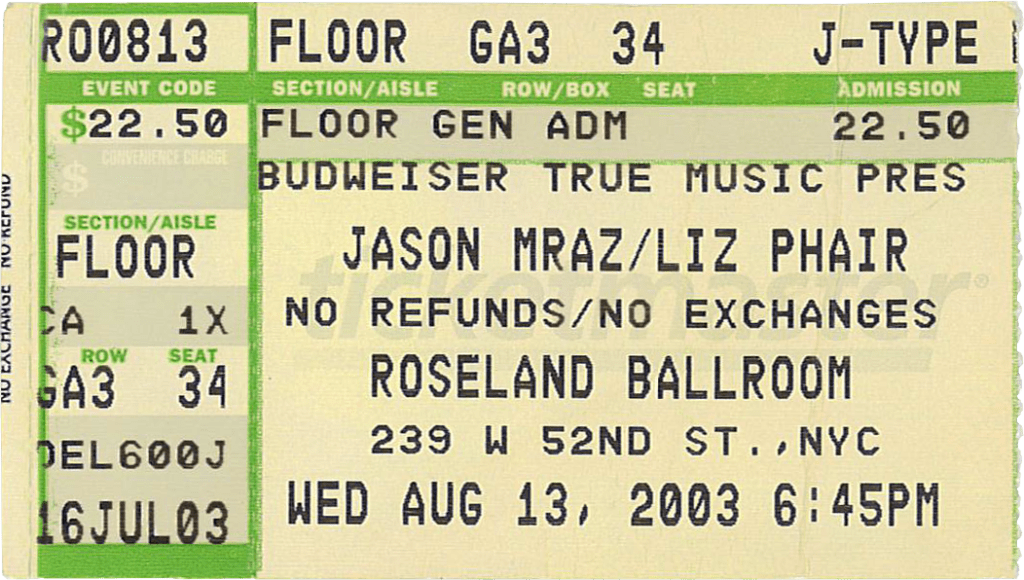 RO0813 FLOOR GA3 34 J-TYPE
EVENT CODE SECTION/AISLE ROW/BOX SEAT ADMISSION
$22.50 FLOOR GEN ADM 22.50
CONVENIENCE CHARGE
$
BUDWEISER TRUE MUSIC PRES
SECTION/AISLE
FLOOR
JASON MRAZ/LIZ PHAIR
ticketmaster®
CA 1X
NO REFUNDS/NO EXCHANGES
ROW SEAT
GA3 34
ROSELAND BALLROOM
DEL600J
239 W 52ND ST.,NYC
16JUL03
WED AUG 13, 2003 6:45PM
NO EXCHANGE NO REFUND